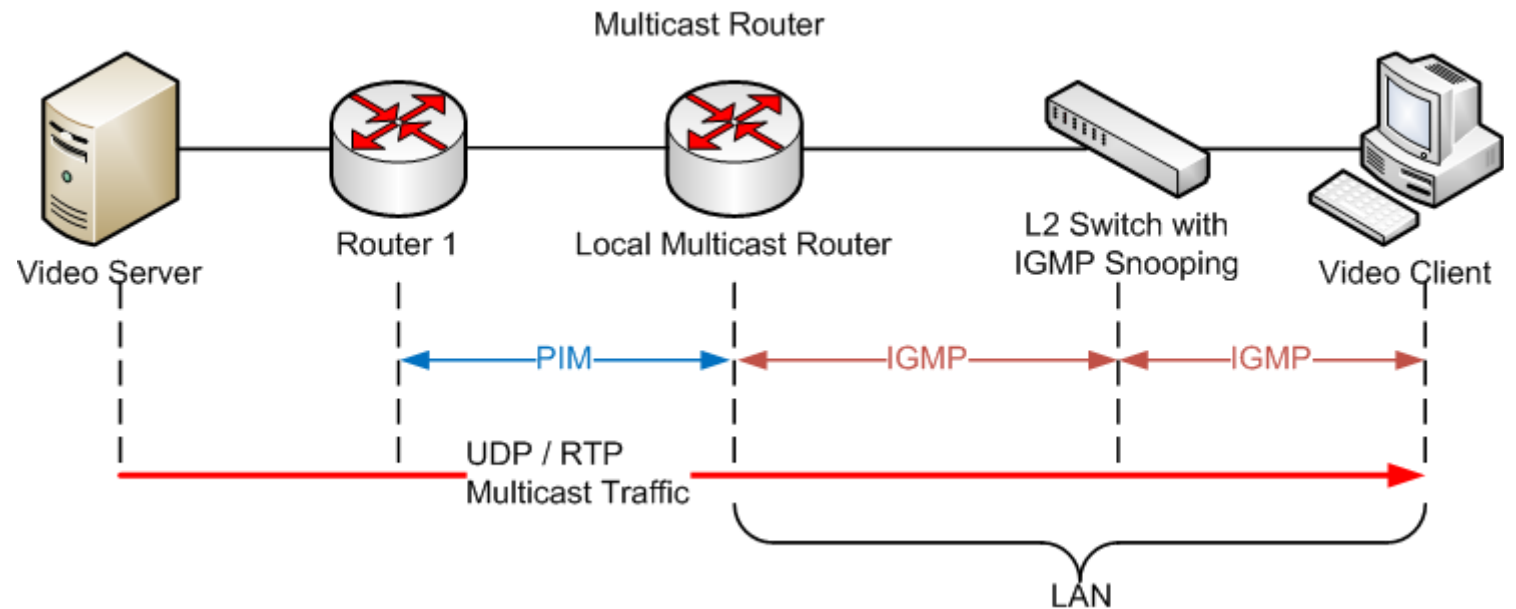 Multicast Router
Router 1
Local Multicast Router
L2 Switch with
IGMP Snooping
Video Server
Video Client
PIM
IGMP
IGMP
UDP / RTP
Multicast Traffic
LAN